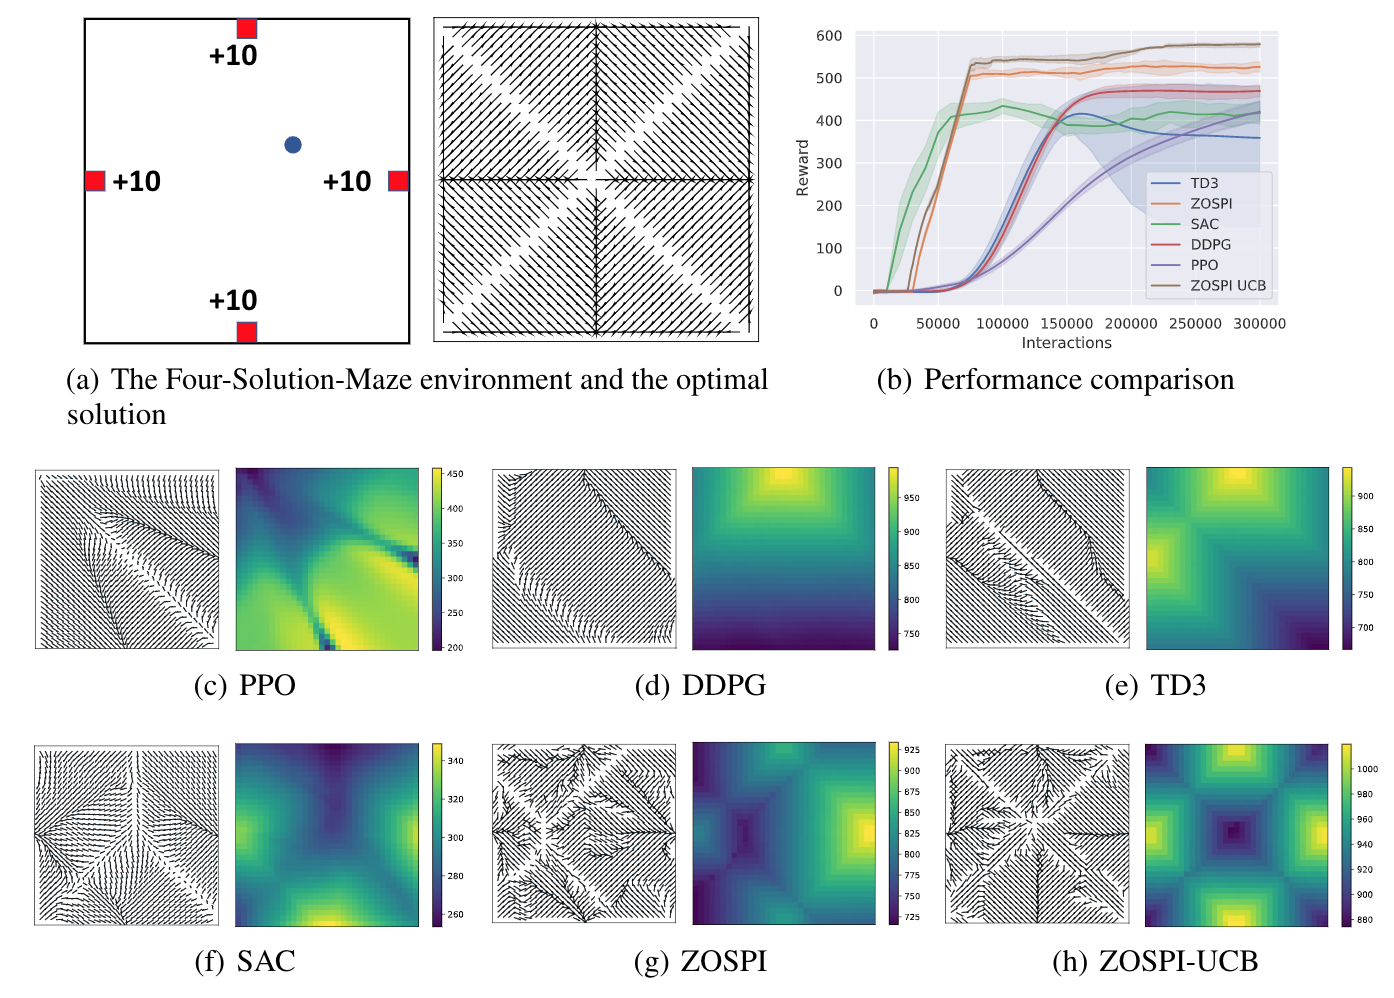 +10
+10
+10
+10
(a) The Four-Solution-Maze environment and the optimal
solution
600
500
400
300
200
100
0
Reward
TD3
ZOSPI
SAC
DDPG
PPO
ZOSPI UCB
0 50000 100000 150000 200000 250000 300000
Interactions
(b) Performance comparison
450
400
350
300
250
200
(c) PPO
950
900
850
800
750
(d) DDPG
900
850
800
750
700
(e) TD3
340
320
300
280
260
(f) SAC
925
900
875
850
825
800
775
750
725
(g) ZOSPI
1000
980
960
940
920
900
880
(h) ZOSPI-UCB